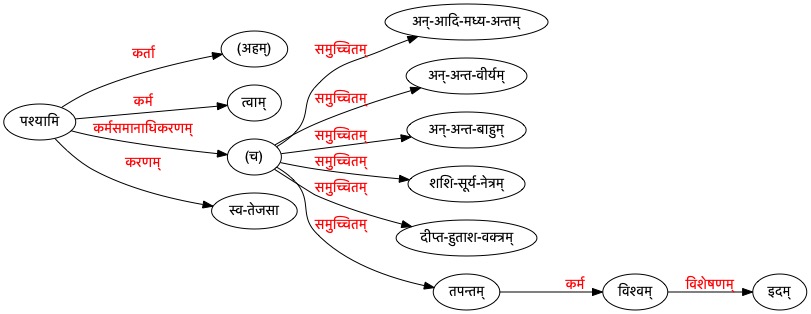 अन्-आदि-मध्य-अन्तम्
समुच्चितम्
(अहम्)
कर्ता
अन्-अन्त-वीर्यम्
समुच्चितम्
कर्म
त्वाम्
पश्यामि
कर्मसमानाधिकरणम्
समुच्चितम्
अन्-अन्त-बाहुम्
(च)
समुच्चितम्
करणम्
शशि-सूर्य-नेत्रम्
समुच्चितम्
स्व-तेजसा
समुच्चितम्
दीप्त-हुताश-वक्त्रम्
तपन्तम्
कर्म
विश्वम्
विशेषणम्
इदम्